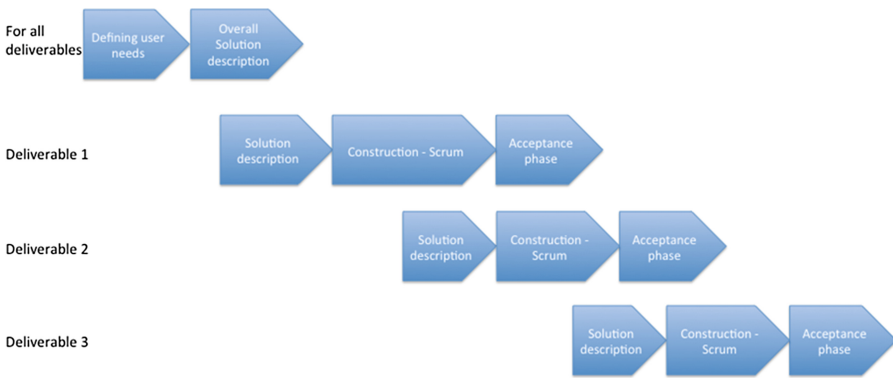 For all
deliverables
Defining user
needs
Overall
Solution
description
Deliverable 1
Solution
description
Construction - Scrum
Acceptance
phase
Deliverable 2
Solution
description
Construction -
Scrum
Acceptance
phase
Deliverable 3
Solution
description
Construction -
Scrum
Acceptance
phase